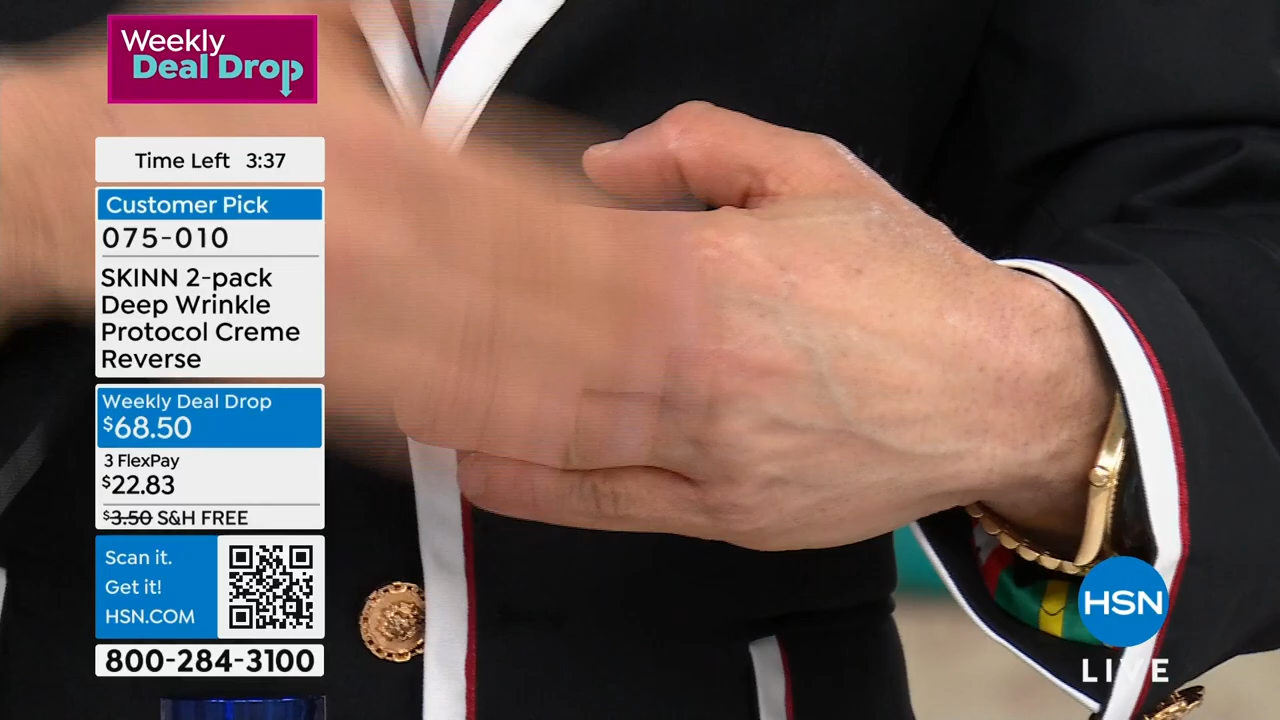 Weekly
Deal Drop
Time Left 3:37
Customer Pick
075-010
SKINN 2-pack
Deep Wrinkle
Protocol Creme
Reverse
Weekly Deal Drop
$68.50
3 FlexPay
$22.83
$3.50 S&H FREE
Scan it.
Get it!
HSN.COM
800-284-3100
HSN
LIVE